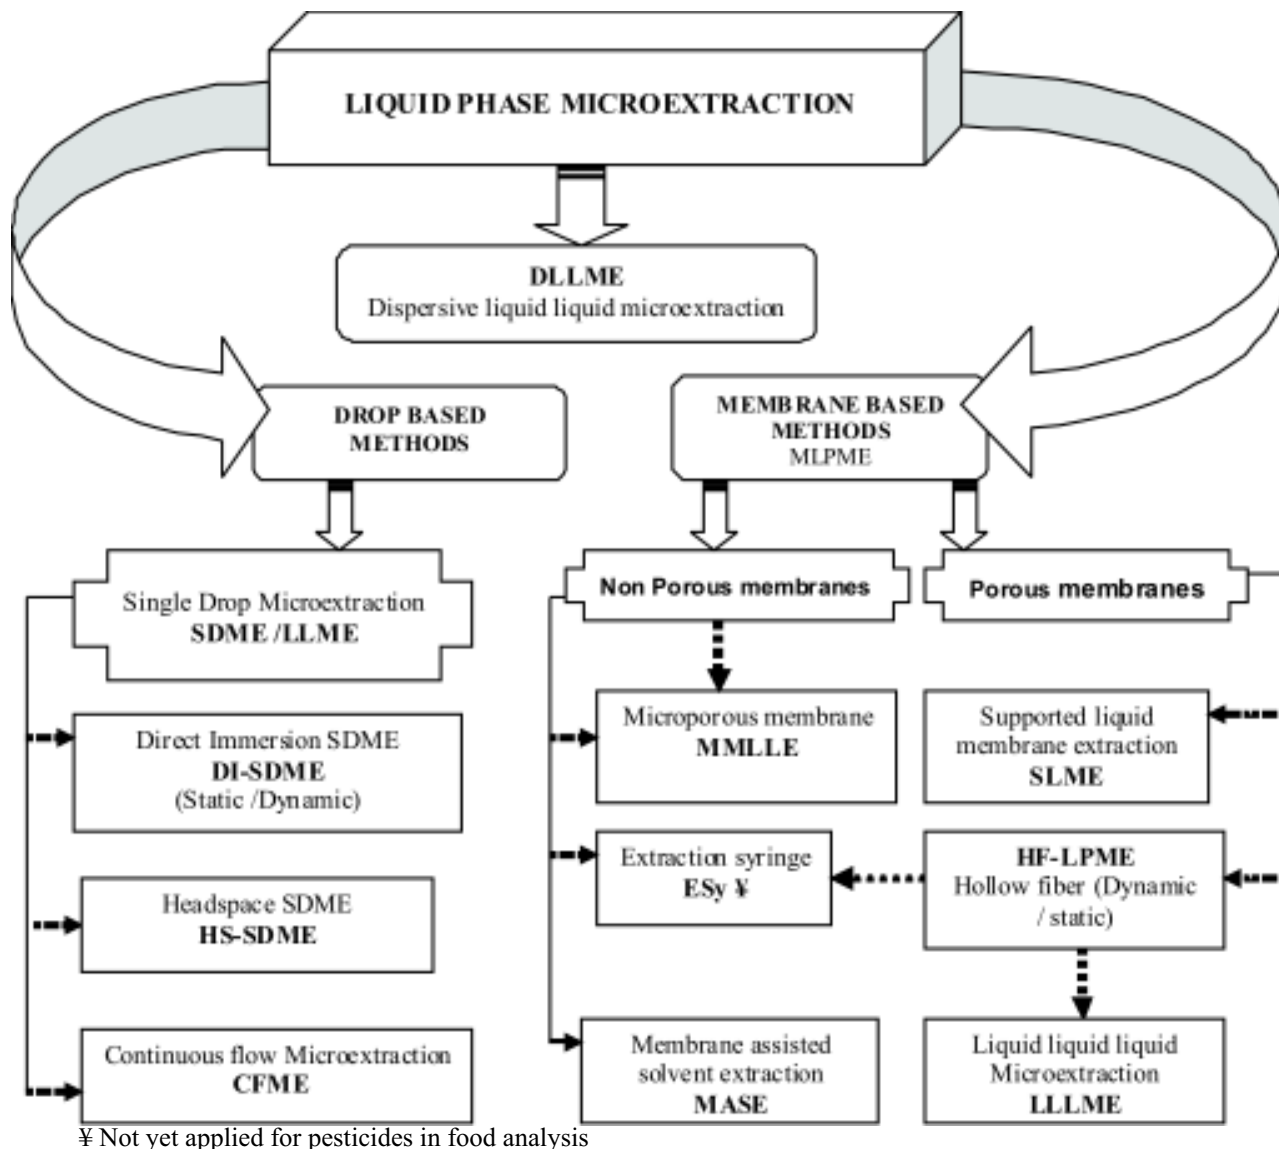 LIQUID PHASE MICROEXTRACTION
DLLME
Dispersive liquid liquid microextraction
DROP BASED
METHODS
MEMBRANE BASED
METHODS
MLPME
Single Drop Microextraction
SDME /LLME
Non Porous membranes
Porous membranes
Direct Immersion SDME
DI-SDME
(Static /Dynamic)
Microporous membrane
MMLLE
Supported liquid
membrane extraction
SLME
Headspace SDME
HS-SDME
Extraction syringe
ESy ¥
HF-LPME
Hollow fiber (Dynamic
/ static)
Continuous flow Microextraction
CFME
Membrane assisted
solvent extraction
MASE
Liquid liquid liquid
Microextraction
LLLME
¥ Not yet applied for pesticides in food analysis